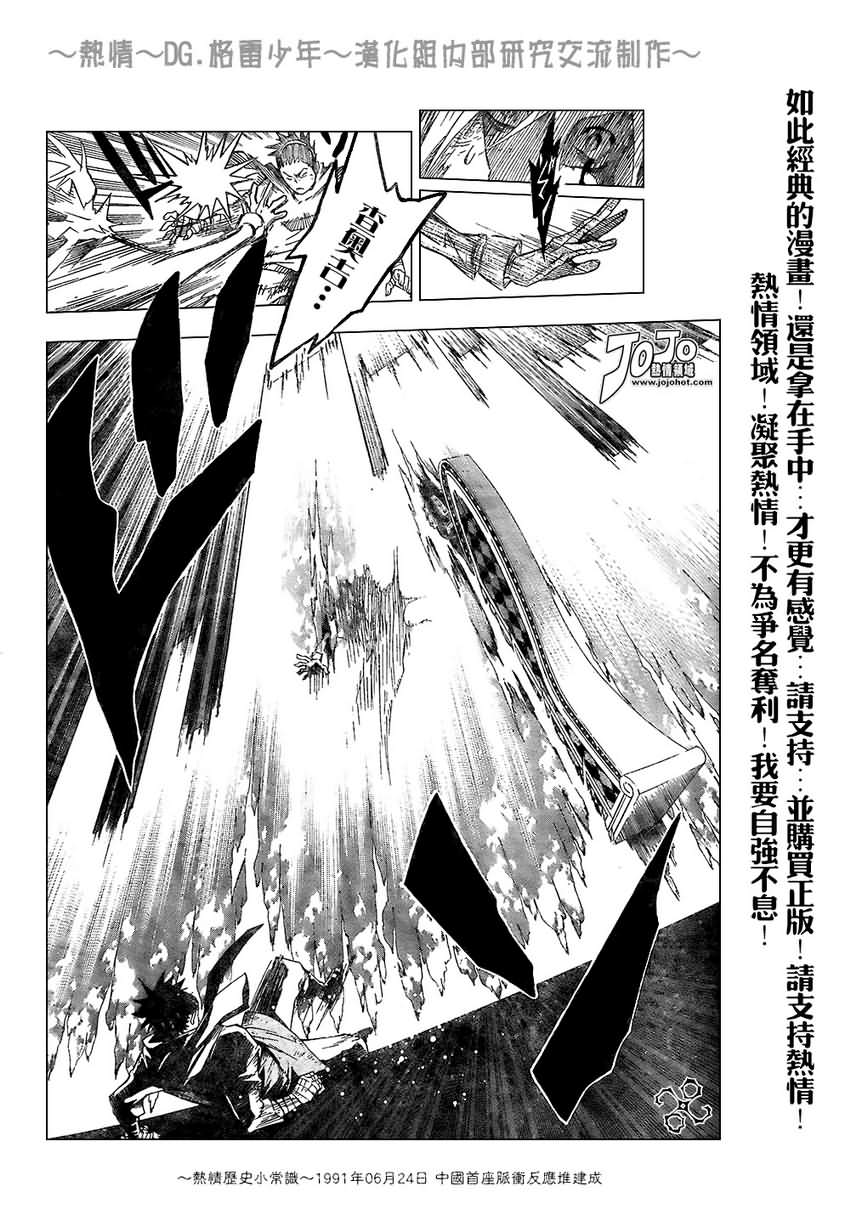 ～熱情～DG.格雷少年～漢化組內部研究交流制作～
如此經典的漫畫！還是拿在手中…才更有感覺…請支持…並購買正版！請支持熱情！
熱情領域！凝聚熱情！不為爭名奪利！我要自強不息！
杏奧吉…
JoJo
熱情領域
www.jojohot.com
～熱情歷史小常識～1991年06月24日 中國首座脈衝反應堆建成